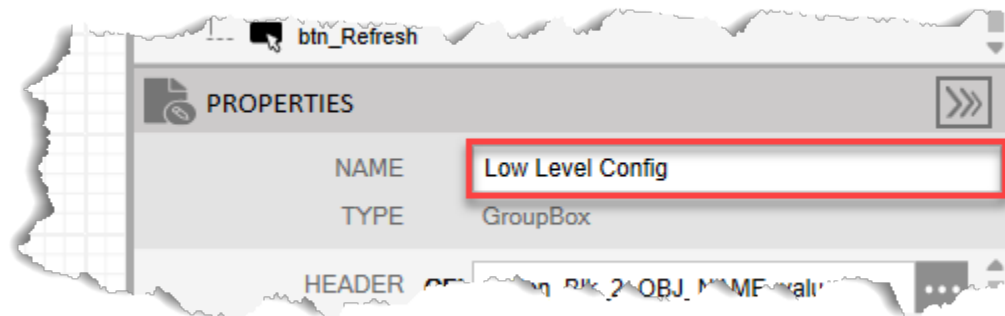 btn_Refresh
PROPERTIES
NAME Low Level Config
TYPE GroupBox
HEADER